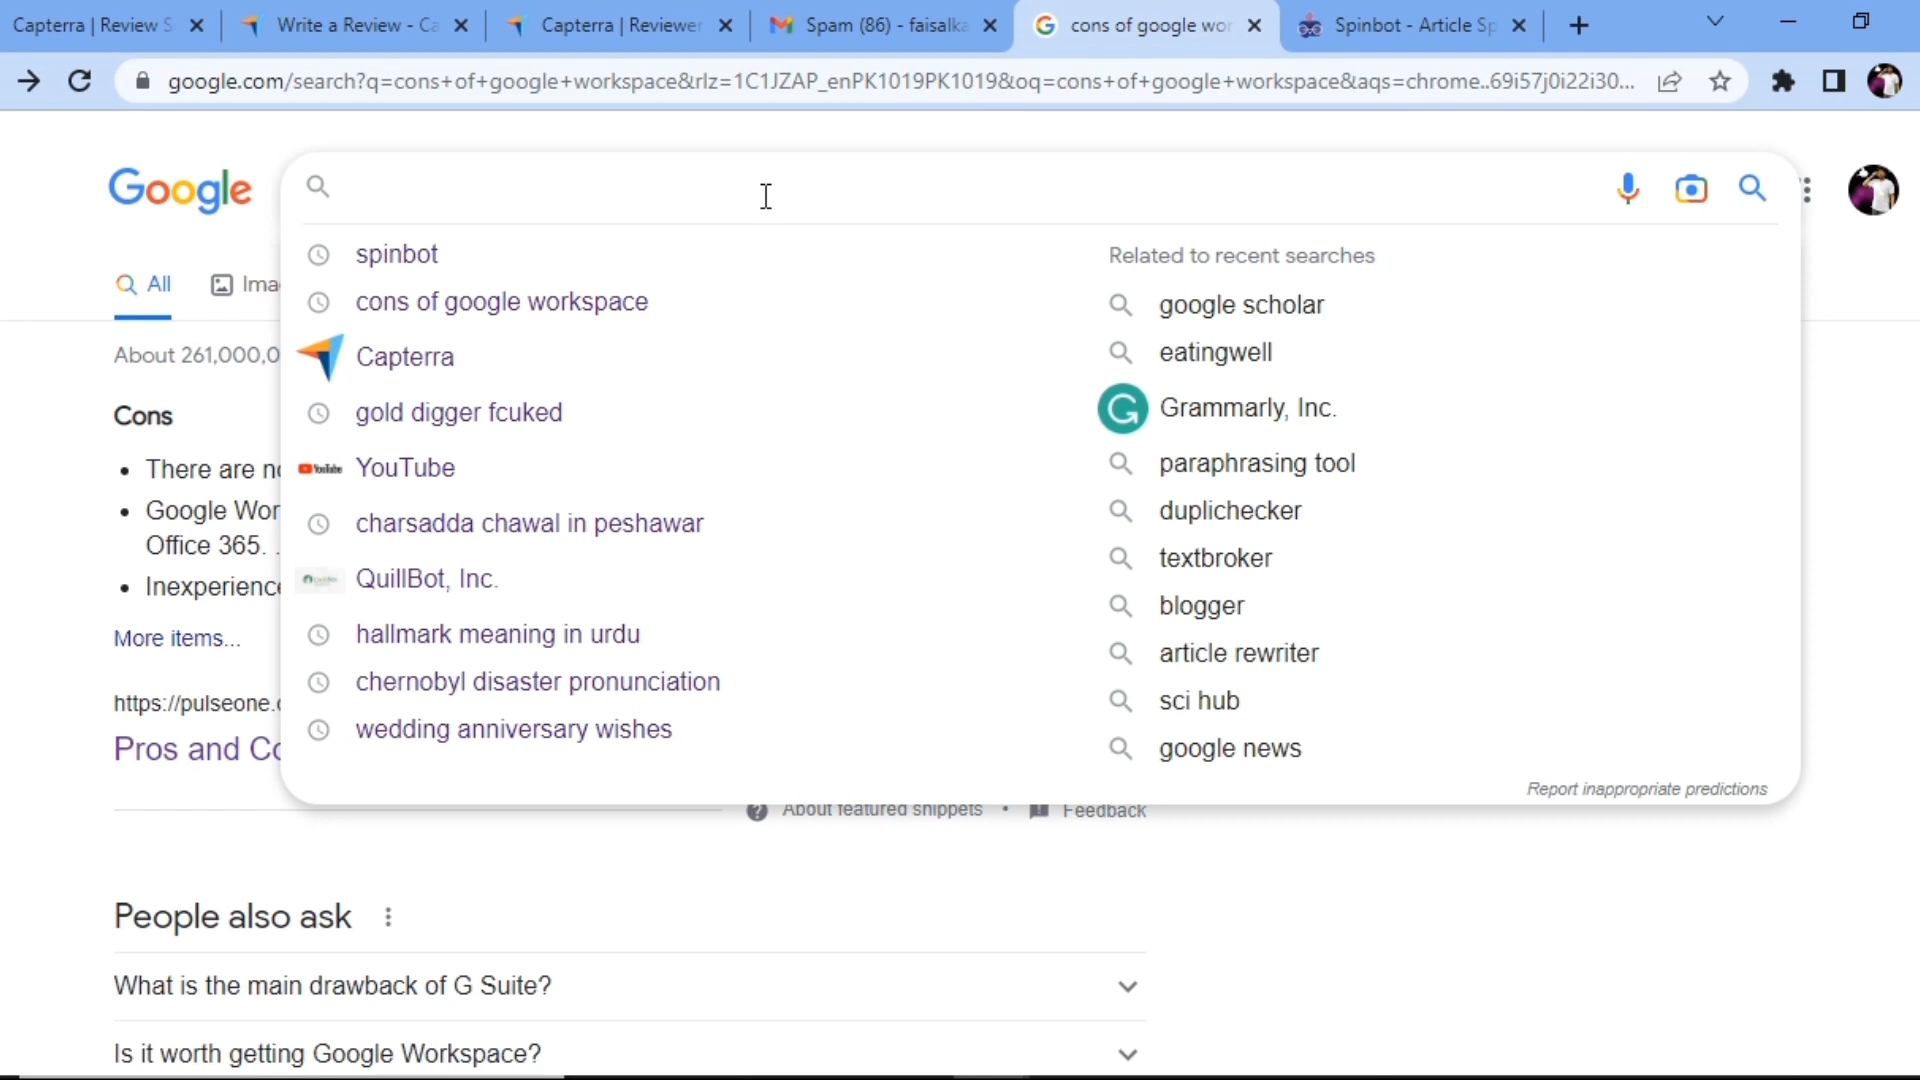 Capterra | Review S
Write a Review - Ca
Capterra | Reviewer
Spam (86) - faisalka
cons of google wor
Spinbot - Article Sp
google.com/search?q=cons+of+google+workspace&rlz=1C1JZAP_enPK1019PK1019&oq=cons+of+google+workspace&aqs=chrome..69i57j0i22i30...
Google
All
Ima
About 261,000,0
Cons
There are no
Google Wor
Office 365. .
Inexperience
More items...
https://pulseone.c
Pros and Co
spinbot
cons of google workspace
Capterra
gold digger fcuked
YouTube
YouTube
charsadda chawal in peshawar
QuillBot, Inc.
hallmark meaning in urdu
chernobyl disaster pronunciation
wedding anniversary wishes
Related to recent searches
google scholar
eatingwell
Grammarly, Inc.
paraphrasing tool
duplichecker
textbroker
blogger
article rewriter
sci hub
google news
Report inappropriate predictions
About featured snippets • Feedback
People also ask
What is the main drawback of G Suite?
Is it worth getting Google Workspace?